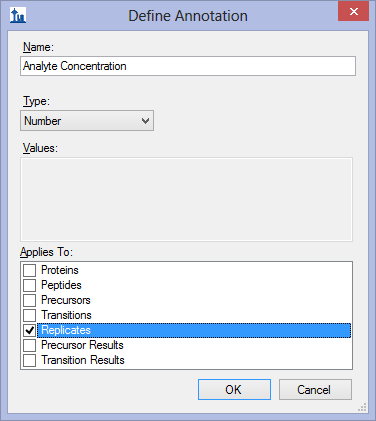 Define Annotation
Name:
Analyte Concentration
Type:
Number
Values:
Applies To:
Proteins
Peptides
Precursors
Transitions
Replicates
Precursor Results
Transition Results
OK Cancel